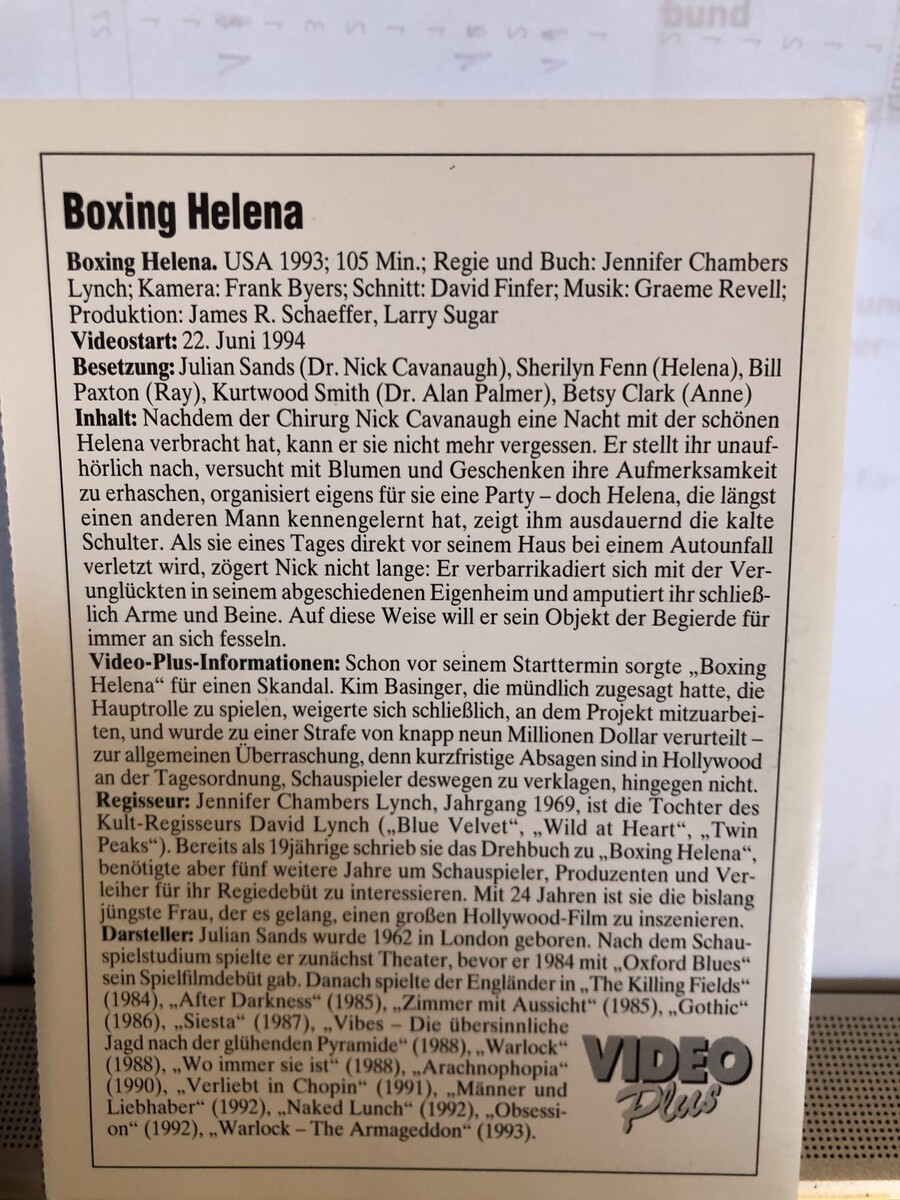 bund
Boxing Helena
Boxing Helena. USA 1993; 105 Min.; Regie und Buch: Jennifer Chambers
Lynch; Kamera: Frank Byers; Schnitt: David Finfer; Musik: Graeme Revell;
Produktion: James R. Schaeffer, Larry Sugar
Videostart: 22. Juni 1994
Besetzung: Julian Sands (Dr. Nick Cavanaugh), Sherilyn Fenn (Helena), Bill
Paxton (Ray), Kurtwood Smith (Dr. Alan Palmer), Betsy Clark (Anne)
Inhalt: Nachdem der Chirurg Nick Cavanaugh eine Nacht mit der schönen
Helena verbracht hat, kann er sie nicht mehr vergessen. Er stellt ihr unauf-
hörlich nach, versucht mit Blumen und Geschenken ihre Aufmerksamkeit
zu erhaschen, organisiert eigens für sie eine Party – doch Helena, die längst
einen anderen Mann kennengelernt hat, zeigt ihm ausdauernd die kalte
Schulter. Als sie eines Tages direkt vor seinem Haus bei einem Autounfall
verletzt wird, zögert Nick nicht lange: Er verbarrikadiert sich mit der Ver-
unglückten in seinem abgeschiedenen Eigenheim und amputiert ihr schließ-
lich Arme und Beine. Auf diese Weise will er sein Objekt der Begierde für
immer an sich fesseln.
Video-Plus-Informationen: Schon vor seinem Starttermin sorgte „Boxing
Helena“ für einen Skandal. Kim Basinger, die mündlich zugesagt hatte, die
Hauptrolle zu spielen, weigerte sich schließlich, an dem Projekt mitzuarbei-
ten, und wurde zu einer Strafe von knapp neun Millionen Dollar verurteilt –
zur allgemeinen Überraschung, denn kurzfristige Absagen sind in Hollywood
an der Tagesordnung, Schauspieler deswegen zu verklagen, hingegen nicht.
Regisseur: Jennifer Chambers Lynch, Jahrgang 1969, ist die Tochter des
Kult-Regisseurs David Lynch („Blue Velvet“, „Wild at Heart“, „Twin
Peaks“). Bereits als 19jährige schrieb sie das Drehbuch zu „Boxing Helena“,
benötigte aber fünf weitere Jahre um Schauspieler, Produzenten und Ver-
leiher für ihr Regiedebüt zu interessieren. Mit 24 Jahren ist sie die bislang
jüngste Frau, der es gelang, einen großen Hollywood-Film zu inszenieren.
Darsteller: Julian Sands wurde 1962 in London geboren. Nach dem Schau-
spielstudium spielte er zunächst Theater, bevor er 1984 mit „Oxford Blues“
sein Spielfilmdebüt gab. Danach spielte der Engländer in „The Killing Fields“
(1984), „After Darkness“ (1985), „Zimmer mit Aussicht“ (1985), „Gothic“
(1986), „Siesta“ (1987), „Vibes – Die übersinnliche
Jagd nach der glühenden Pyramide“ (1988), „Warlock“
(1988), „Wo immer sie ist“ (1988), „Arachnophopia“
(1990), „Verliebt in Chopin“ (1991), „Männer und
Liebhaber“ (1992), „Naked Lunch“ (1992), „Obsessi-
on“ (1992), „Warlock – The Armageddon“ (1993).
VIDEO
Plus